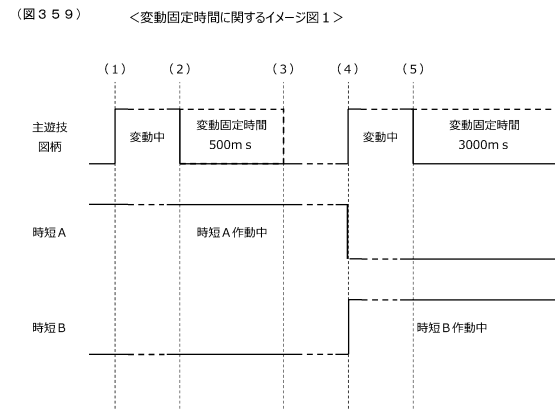 （図３５９）
＜変動固定時間に関するイメージ図１＞
（１） （２） （３） （４） （５）
主遊技
図柄
変動中
変動固定時間
500ｍｓ
変動中
変動固定時間
3000ｍｓ
時短Ａ
時短Ａ作動中
時短Ｂ
時短Ｂ作動中